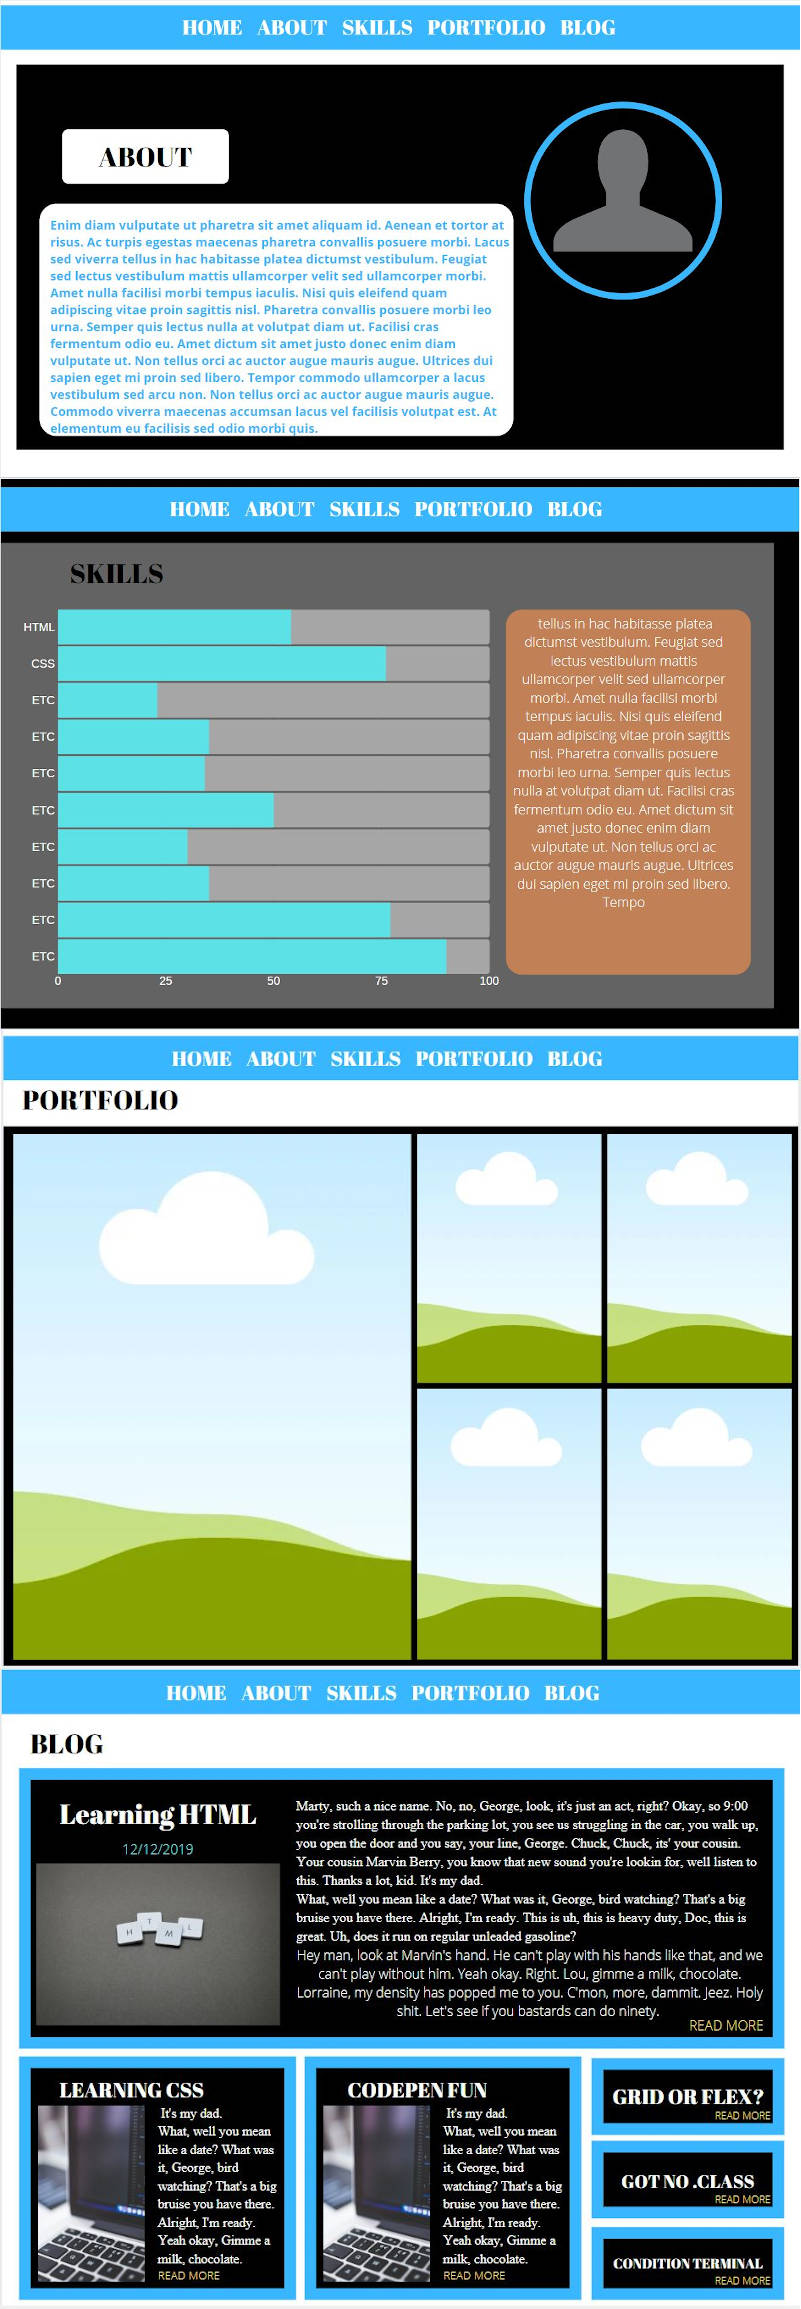 HOME ABOUT SKILLS PORTFOLIO BLOG
ABOUT
Enim diam vulputate ut pharetra sit amet aliquam id. Aenean et tortor at
risus. Ac turpis egestas maecenas pharetra convallis posuere morbi. Lacus
sed viverra tellus in hac habitasse platea dictumst vestibulum. Feugiat
sed lectus vestibulum mattis ullamcorper velit sed ullamcorper morbi.
Amet nulla facilisi morbi tempus iaculis. Nisi quis eleifend quam
adipiscing vitae proin sagittis nisl. Pharetra convallis posuere morbi leo
urna. Semper quis lectus nulla at volutpat diam ut. Facilisi cras
fermentum odio eu. Amet dictum sit amet justo donec enim diam
vulputate ut. Non tellus orci ac auctor augue mauris augue. Ultrices dui
sapien eget mi proin sed libero. Tempor commodo ullamcorper a lacus
vestibulum sed arcu non. Non tellus orci ac auctor augue mauris augue.
Commodo viverra maecenas accumsan lacus vel facilisis volutpat est. At
elementum eu facilisis sed odio morbi quis.
HOME ABOUT SKILLS PORTFOLIO BLOG
SKILLS
HTML
CSS
ETC
ETC
ETC
ETC
ETC
ETC
ETC
ETC
0 25 50 75 100
tellus in hac habitasse platea
dictumst vestibulum. Feugiat sed
lectus vestibulum mattis
ullamcorper velit sed ullamcorper
morbi. Amet nulla facilisi morbi
tempus iaculis. Nisi quis eleifend
quam adipiscing vitae proin sagittis
nisl. Pharetra convallis posuere
morbi leo urna. Semper quis lectus
nulla at volutpat diam ut. Facilisi cras
fermentum odio eu. Amet dictum sit
amet justo donec enim diam
vulputate ut. Non tellus orci ac
auctor augue mauris augue. Ultrices
dui sapien eget mi proin sed libero.
Tempo
HOME ABOUT SKILLS PORTFOLIO BLOG
PORTFOLIO
HOME ABOUT SKILLS PORTFOLIO BLOG
BLOG
Learning HTML
12/12/2019
H T M L
Marty, such a nice name. No, no, George, look, it's just an act, right? Okay, so 9:00
you're strolling through the parking lot, you see us struggling in the car, you walk up,
you open the door and you say, your line, George. Chuck, Chuck, its' your cousin.
Your cousin Marvin Berry, you know that new sound you're lookin for, well listen to
this. Thanks a lot, kid. It's my dad.
What, well you mean like a date? What was it, George, bird watching? That's a big
bruise you have there. Alright, I'm ready. This is uh, this is heavy duty, Doc, this is
great. Uh, does it run on regular unleaded gasoline?
Hey man, look at Marvin's hand. He can't play with his hands like that, and we
can't play without him. Yeah okay. Right. Lou, gimme a milk, chocolate.
Lorraine, my density has popped me to you. C'mon, more, dammit. Jeez. Holy
shit. Let's see if you bastards can do ninety.
READ MORE
LEARNING CSS
It's my dad.
What, well you mean
like a date? What was
it, George, bird
watching? That's a big
bruise you have there.
Alright, I'm ready.
Yeah okay, Gimme a
milk, chocolate.
READ MORE
CODEPEN FUN
It's my dad.
What, well you mean
like a date? What was
it, George, bird
watching? That's a big
bruise you have there.
Alright, I'm ready.
Yeah okay, Gimme a
milk, chocolate.
READ MORE
GRID OR FLEX?
READ MORE
GOT NO .CLASS
READ MORE
CONDITION TERMINAL
READ MORE